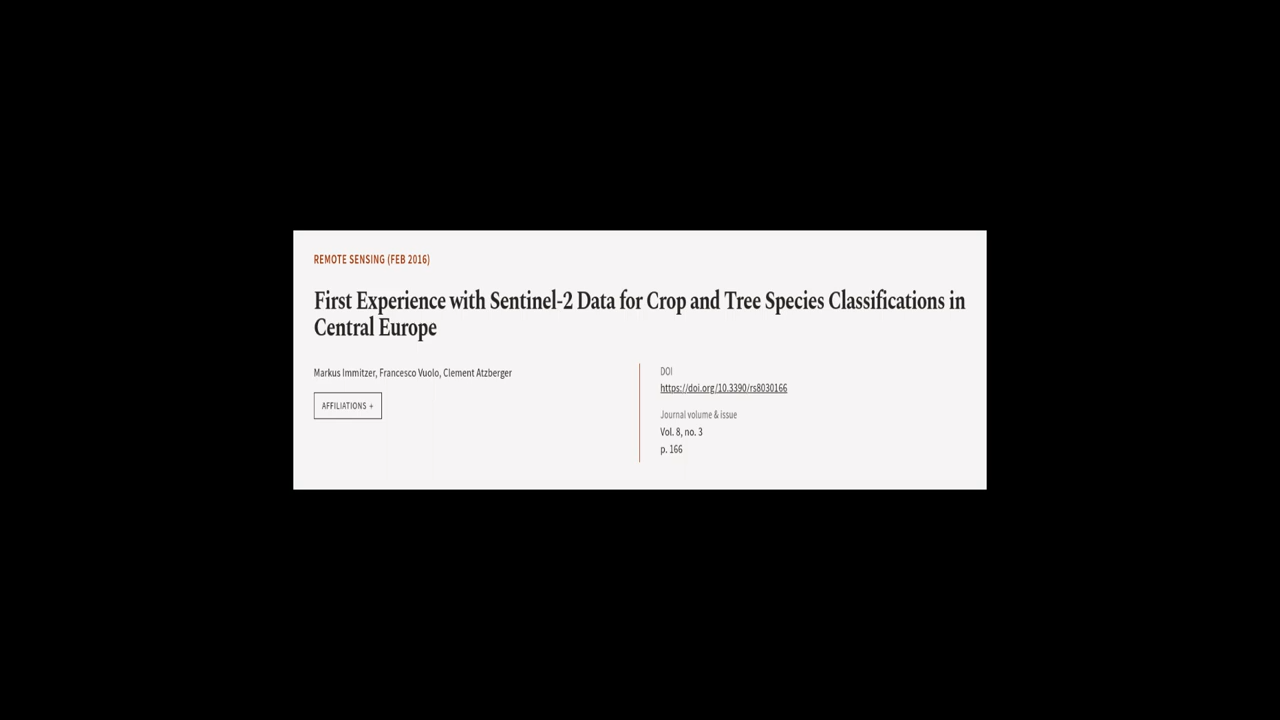 REMOTE SENSING (FEB 2016)
First Experience with Sentinel-2 Data for Crop and Tree Species Classifications in
Central Europe
Markus Immitzer, Francesco Vuolo, Clement Atzberger
AFFILIATIONS +
DOI
https://doi.org/10.3390/rs8030166
Journal volume & issue
Vol. 8, no. 3
p. 166